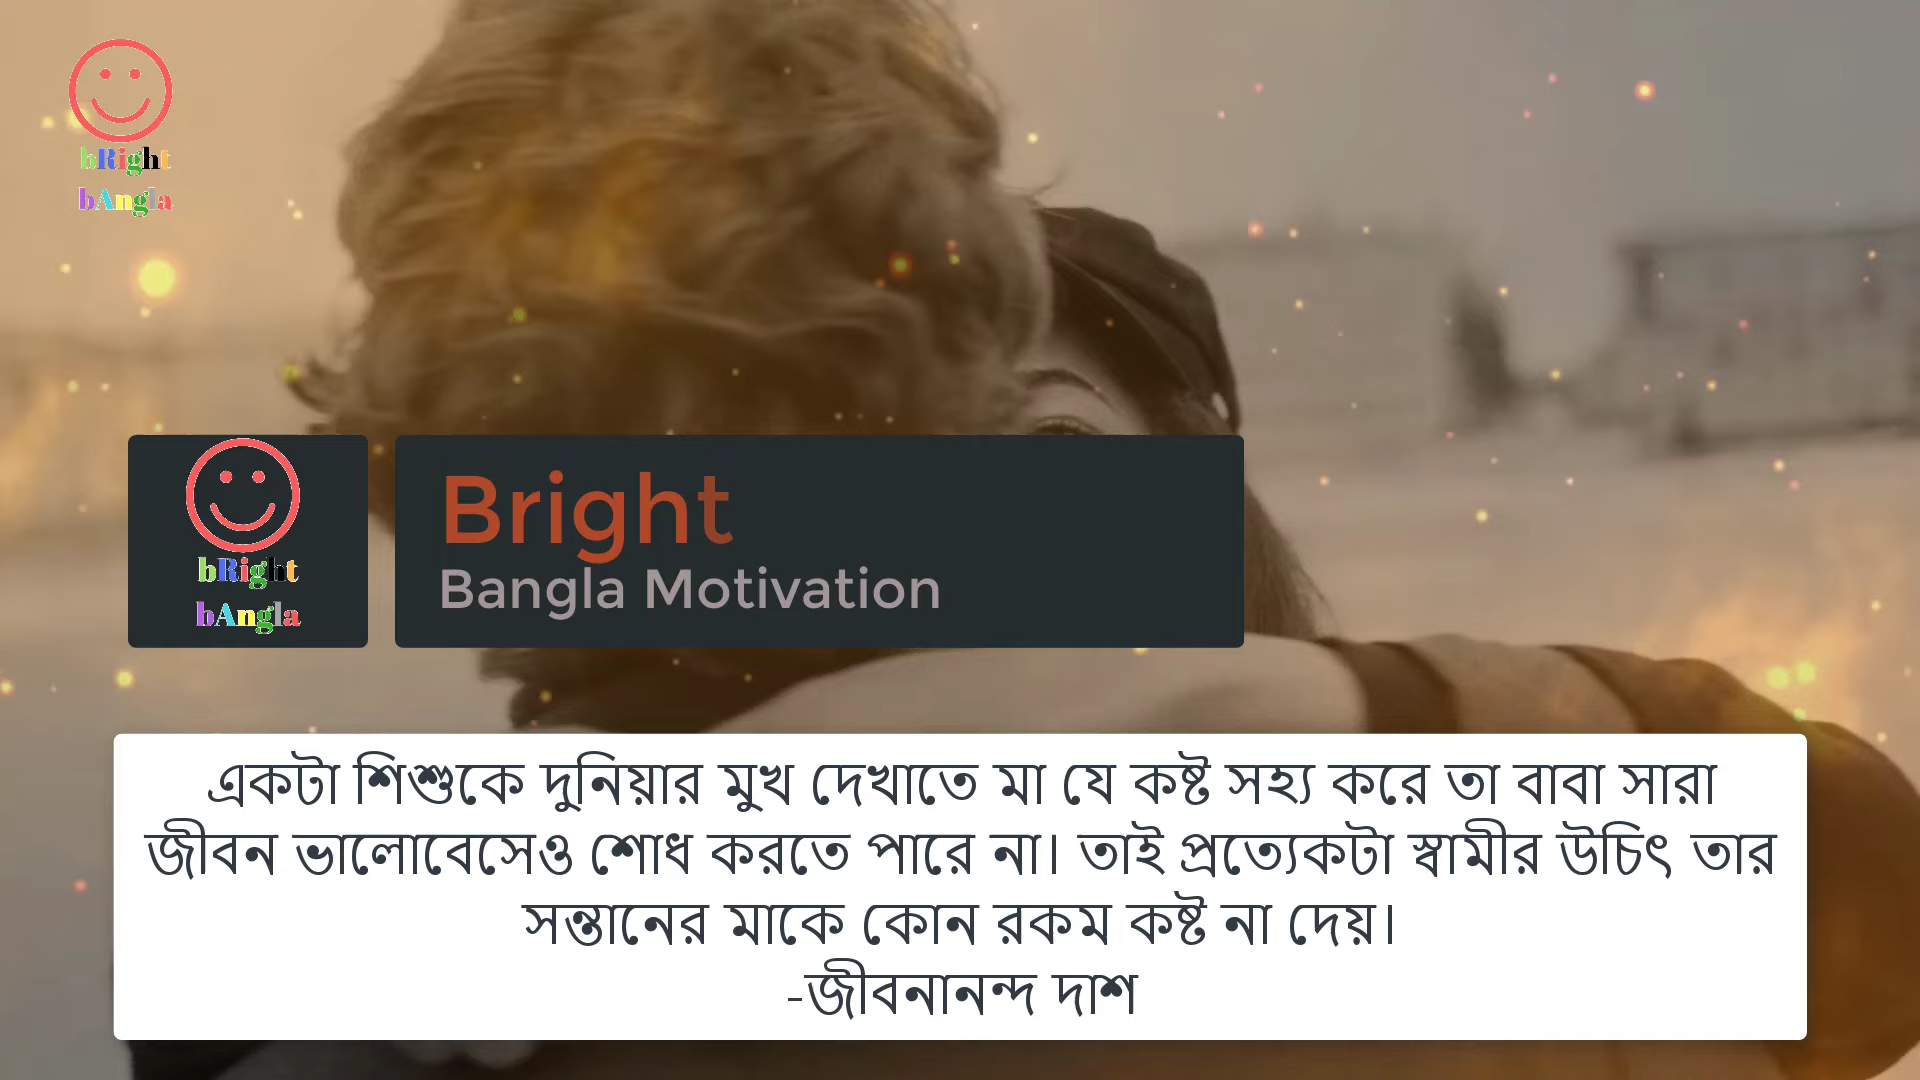 bRight
bAngla
bRight
bAngla
Bright
Bangla Motivation
একটা শিশুকে দুনিয়ার মুখ দেখাতে মা যে কষ্ট সহ্য করে তা বাবা সারা
জীবন ভালোবেসেও শোধ করতে পারে না। তাই প্রত্যেকটা স্বামীর উচিৎ তার
সন্তানের মাকে কোন রকম কষ্ট না দেয়।
-জীবনানন্দ দাশ